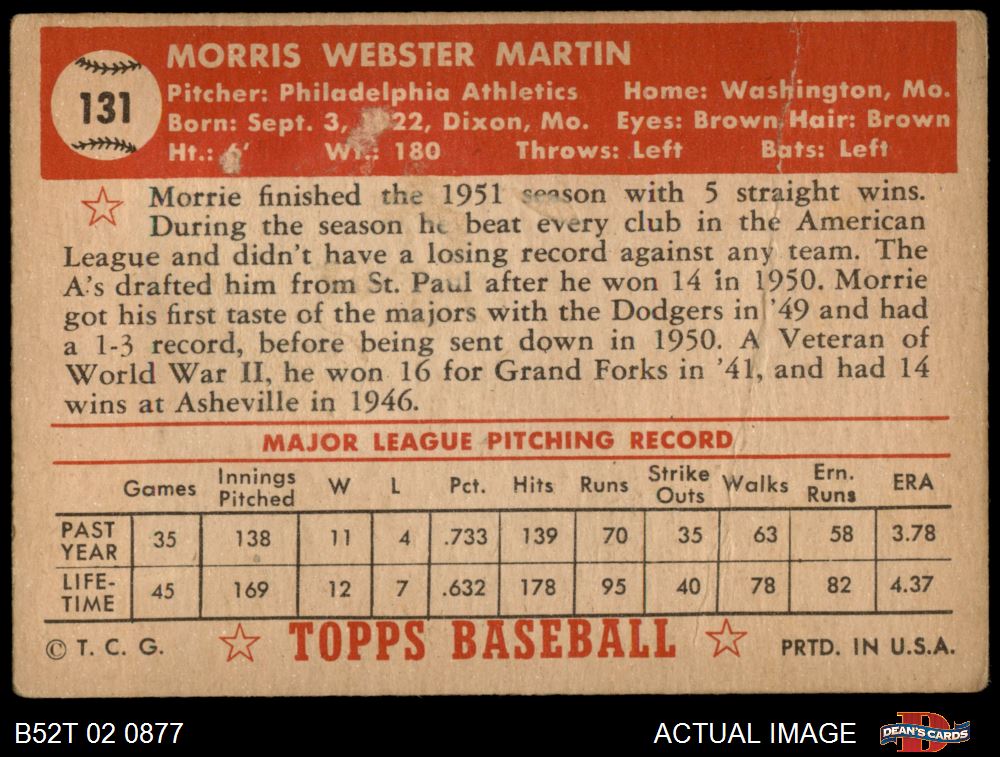 131
MORRIS WEBSTER MARTIN
Pitcher: Philadelphia Athletics Home: Washington, Mo.
Born: Sept. 3, 22, Dixon, Mo. Eyes: Brown Hair: Brown
Ht.: 6' Wt.: 180 Throws: Left Bats: Left
Morrie finished the 1951 season with 5 straight wins.
During the season he beat every club in the American
League and didn't have a losing record against any team. The
A's drafted him from St. Paul after he won 14 in 1950. Morrie
got his first taste of the majors with the Dodgers in '49 and had
a 1-3 record, before being sent down in 1950. A Veteran of
World War II, he won 16 for Grand Forks in '41, and had 14
wins at Asheville in 1946.
MAJOR LEAGUE PITCHING RECORD
Games Innings Pitched W L Pct. Hits Runs Strike Outs Walks Ern. Runs ERA
PAST YEAR 35 138 11 4 .733 139 70 35 63 58 3.78
LIFE-TIME 45 169 12 7 .632 178 95 40 78 82 4.37
© T. C. G. TOPPS BASEBALL PRTD. IN U.S.A.
B52T 02 0877 ACTUAL IMAGE DEAN'S CARDS